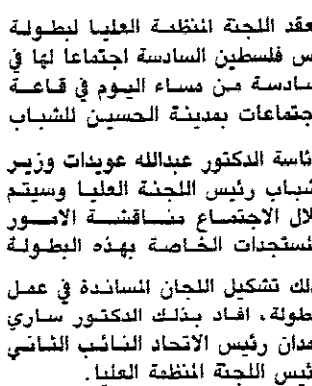 عقد اللجنة المنظمة العليا لبطولة
س فلسطين السادسة اجتماعا لها في
سادسة من مساء اليوم في قاعة
جتماعات بمدينة الحسين للشباب
ئاسة الدكتور عبدالله عويدات وزير
شباب رئيس اللجنة العليا وسيتم
لال الاجتماع مناقشة الامور
لستجدات الخاصة بهذه البطولة
ذلك تشكيل اللجان المساندة في عمل
طولة، افاد بذلك الدكتور ساري
مدان رئيس الاتحاد النائب الثاني
ئيس اللجنة المنظمة العليا.